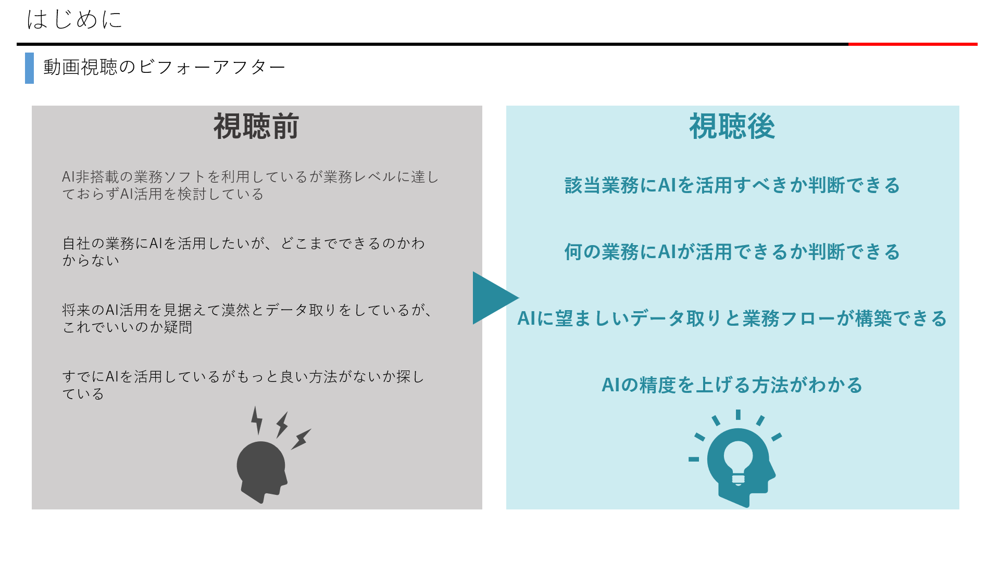 はじめに
動画視聴のビフォーアフター
視聴前
AI非搭載の業務ソフトを利用しているが業務レベルに達し
ておらずAI活用を検討している
自社の業務にAIを活用したいが、どこまでできるのかわ
からない
将来のAI活用を見据えて漠然とデータ取りをしているが、
これでいいのか疑問
すでにAIを活用しているがもっと良い方法がないか探し
ている
視聴後
該当業務にAIを活用すべきか判断できる
何の業務にAIが活用できるか判断できる
AIに望ましいデータ取りと業務フローが構築できる
AIの精度を上げる方法がわかる